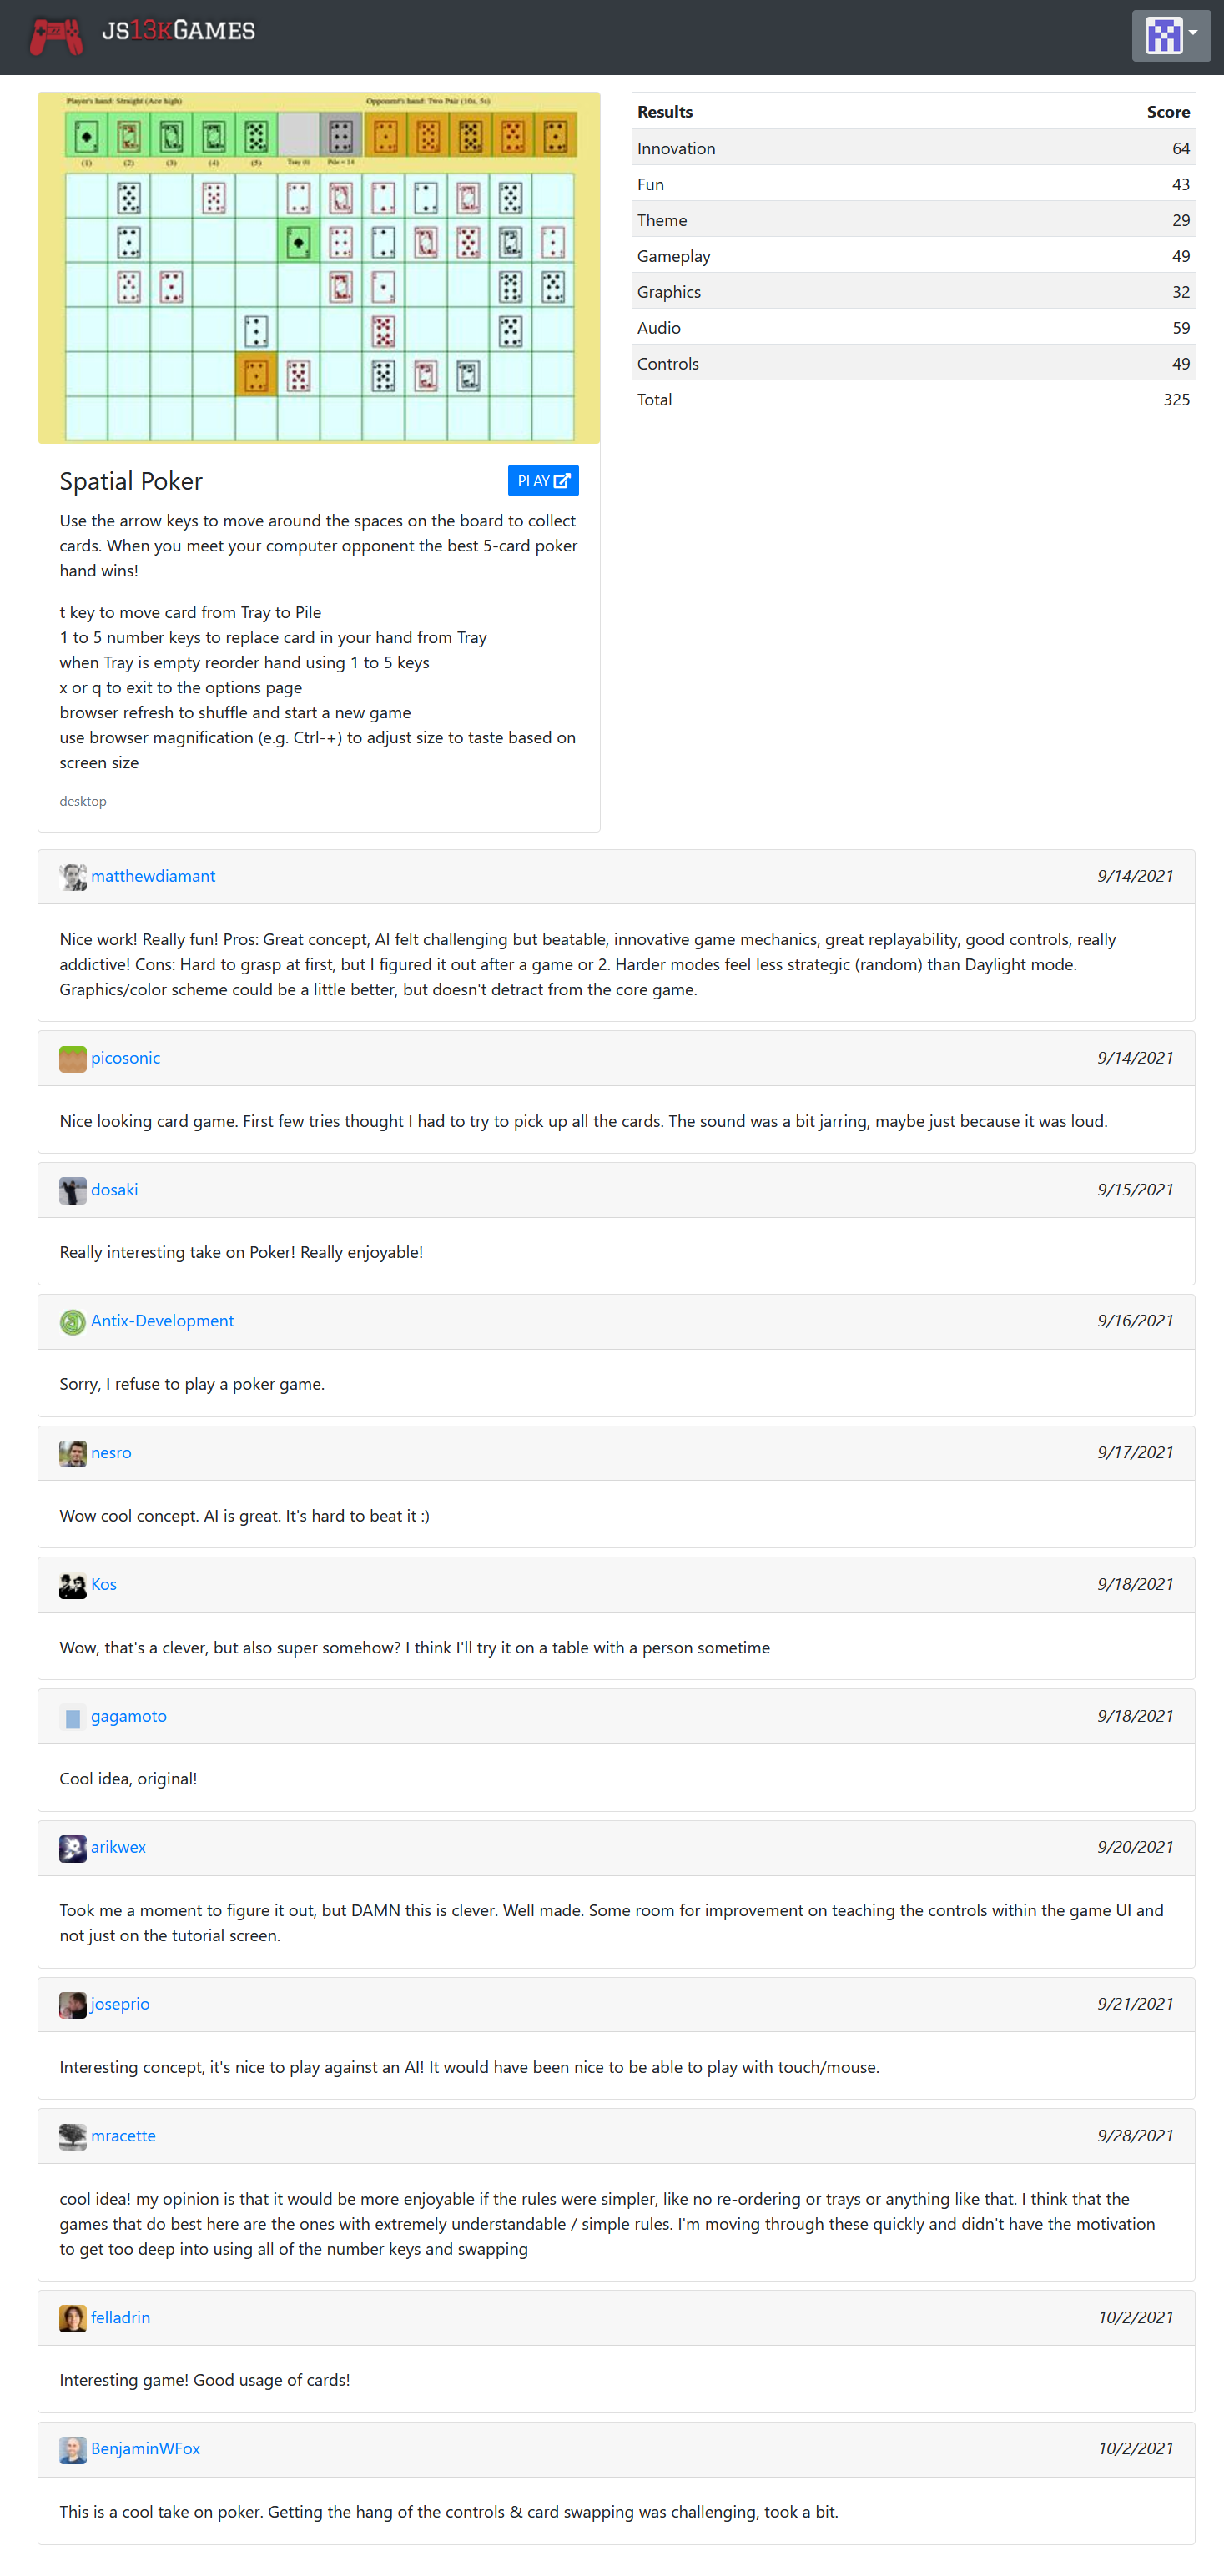 JS13KGames
Player's hand: Straight (Ace high) Opponent's hand: Two Pair (10s, 5s)
(1) (2) (3) (4) (5) Tray (t) Pile = 14
Spatial Poker
PLAY
Use the arrow keys to move around the spaces on the board to collect
cards. When you meet your computer opponent the best 5-card poker
hand wins!
t key to move card from Tray to Pile
1 to 5 number keys to replace card in your hand from Tray
when Tray is empty reorder hand using 1 to 5 keys
x or q to exit to the options page
browser refresh to shuffle and start a new game
use browser magnification (e.g. Ctrl-+) to adjust size to taste based on
screen size
desktop
Results Score
Innovation 64
Fun 43
Theme 29
Gameplay 49
Graphics 32
Audio 59
Controls 49
Total 325
matthewdiamant 9/14/2021
Nice work! Really fun! Pros: Great concept, AI felt challenging but beatable, innovative game mechanics, great replayability, good controls, really
addictive! Cons: Hard to grasp at first, but I figured it out after a game or 2. Harder modes feel less strategic (random) than Daylight mode.
Graphics/color scheme could be a little better, but doesn't detract from the core game.
picosonic 9/14/2021
Nice looking card game. First few tries thought I had to try to pick up all the cards. The sound was a bit jarring, maybe just because it was loud.
dosaki 9/15/2021
Really interesting take on Poker! Really enjoyable!
Antix-Development 9/16/2021
Sorry, I refuse to play a poker game.
nesro 9/17/2021
Wow cool concept. AI is great. It's hard to beat it :)
Kos 9/18/2021
Wow, that's a clever, but also super somehow? I think I'll try it on a table with a person sometime
gagamoto 9/18/2021
Cool idea, original!
arikwex 9/20/2021
Took me a moment to figure it out, but DAMN this is clever. Well made. Some room for improvement on teaching the controls within the game UI and
not just on the tutorial screen.
joseprio 9/21/2021
Interesting concept, it's nice to play against an AI! It would have been nice to be able to play with touch/mouse.
mracette 9/28/2021
cool idea! my opinion is that it would be more enjoyable if the rules were simpler, like no re-ordering or trays or anything like that. I think that the
games that do best here are the ones with extremely understandable / simple rules. I'm moving through these quickly and didn't have the motivation
to get too deep into using all of the number keys and swapping
felladrin 10/2/2021
Interesting game! Good usage of cards!
BenjaminWFox 10/2/2021
This is a cool take on poker. Getting the hang of the controls & card swapping was challenging, took a bit.